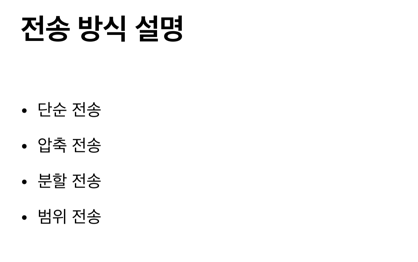 전송 방식 설명
• 단순 전송
• 압축 전송
• 분할 전송
• 범위 전송